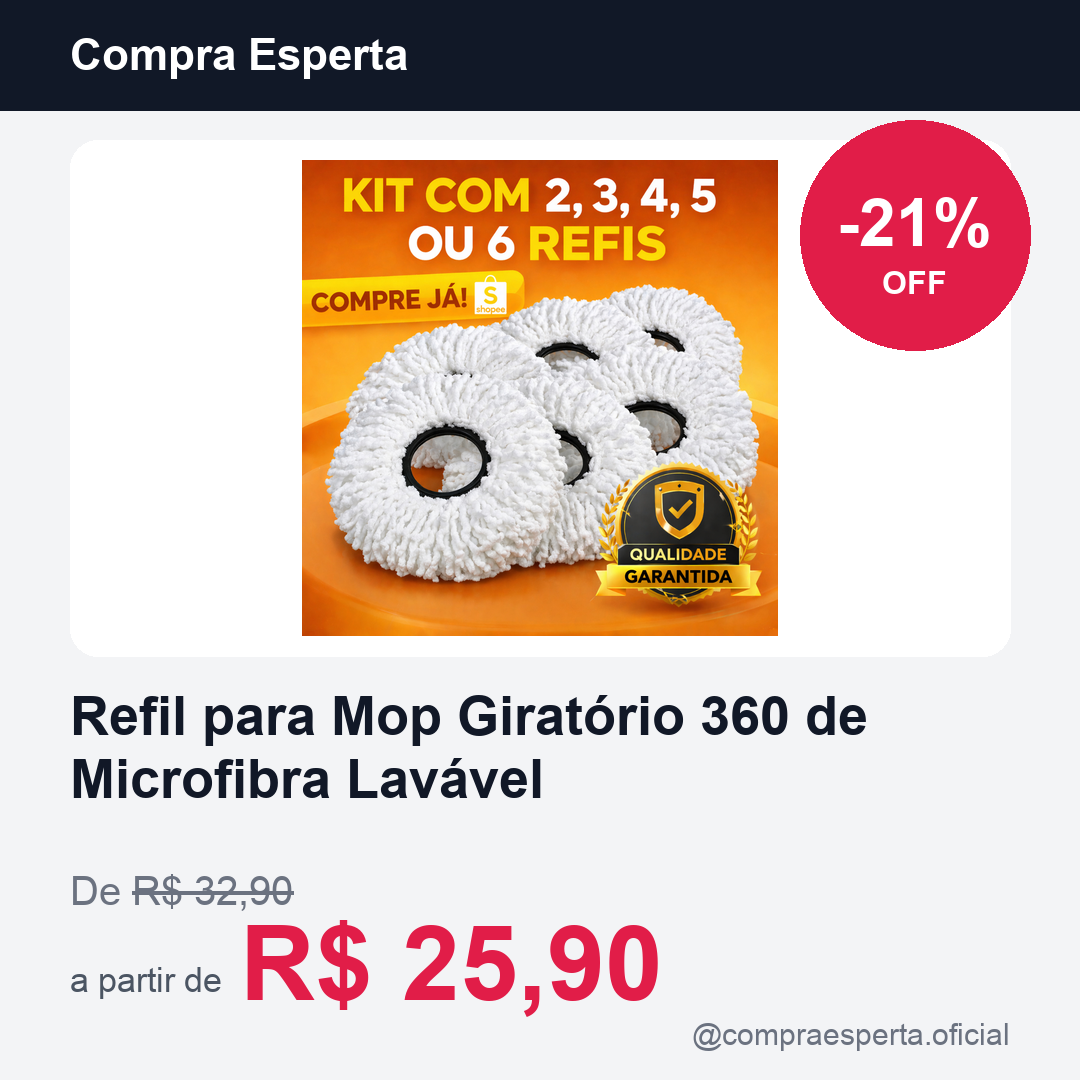 Compra Esperta
KIT COM 2, 3, 4, 5
OU 6 REFIS
COMPRE JÁ!
S
shopee
-21%
OFF
QUALIDADE
GARANTIDA
Refil para Mop Giratório 360 de
Microfibra Lavável
De R$ 32,90
a partir de R$ 25,90
@compraesperta.oficial